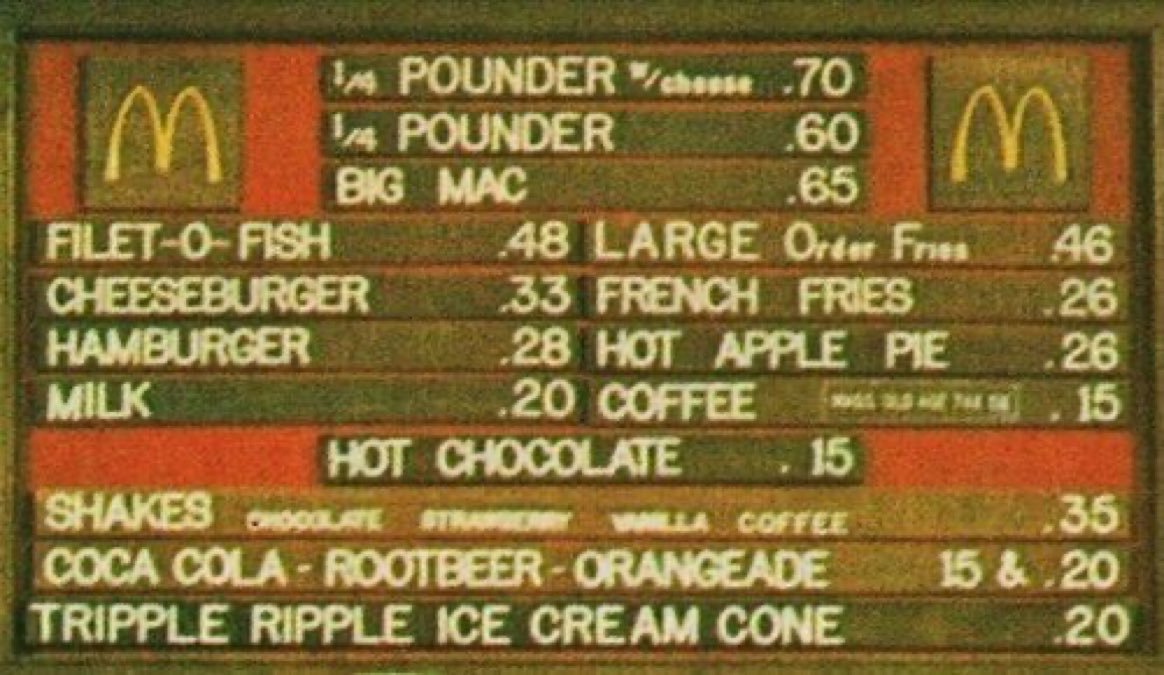 1/4 POUNDER w/cheese .70
1/4 POUNDER .60
BIG MAC .65
FILET-O-FISH .48
LARGE Order Fries .46
CHEESEBURGER .33
FRENCH FRIES .26
HAMBURGER .28
HOT APPLE PIE .26
MILK .20
COFFEE .15
HOT CHOCOLATE .15
SHAKES CHOCOLATE STRAWBERRY VANILLA COFFEE .35
COCA COLA - ROOTBEER - ORANGEADE 15 & .20
TRIPPLE RIPPLE ICE CREAM CONE .20